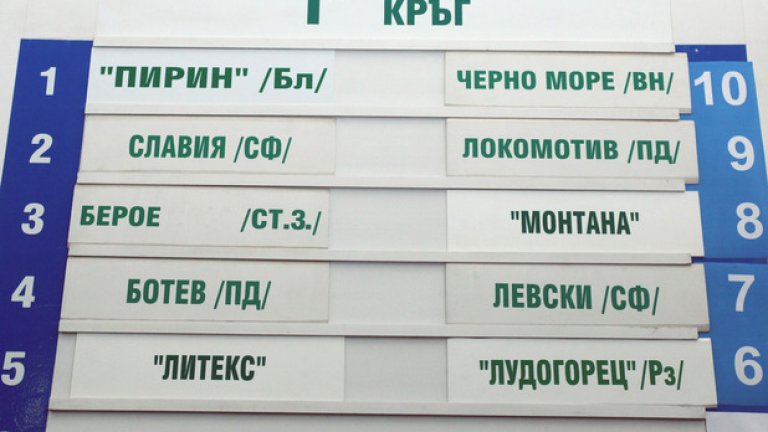 КРЪГ
1 "ПИРИН" /Бл/ ЧЕРНО МОРЕ /ВН/ 10
2 СЛАВИЯ /СФ/ ЛОКОМОТИВ /ПД/ 9
3 БЕРОЕ /СТ.З./ "МОНТАНА" 8
4 БОТЕВ /ПД/ ЛЕВСКИ /СФ/ 7
5 "ЛИТЕКС" "ЛУДОГОРЕЦ" /Рз/ 6